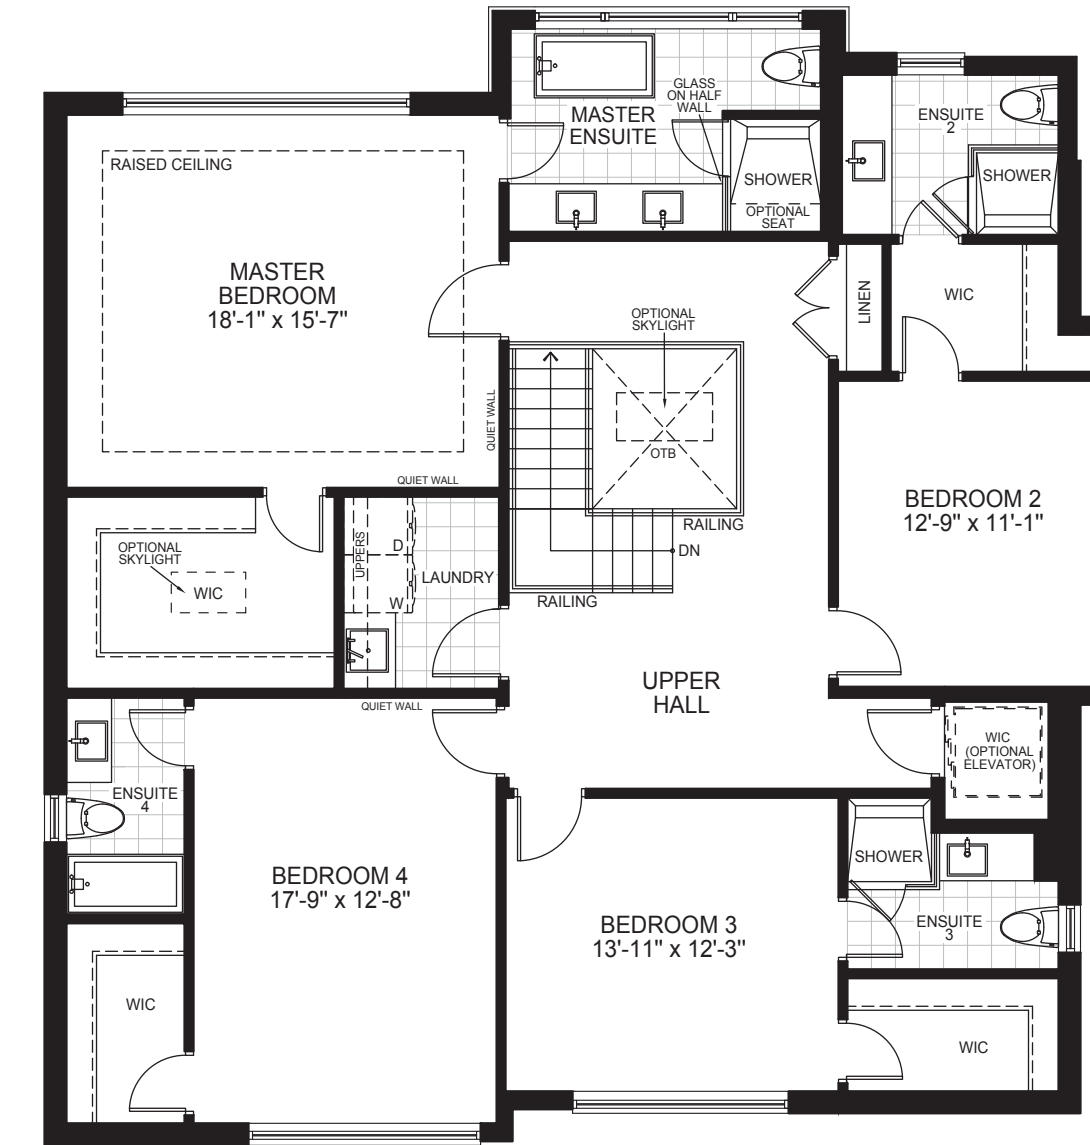 GLASS
ON HALF
WALL
MASTER
ENSUITE
ENSUITE
2
RAISED CEILING
SHOWER
SHOWER
OPTIONAL
SEAT
MASTER
BEDROOM
18'-1" x 15'-7"
LINEN
WIC
OPTIONAL
SKYLIGHT
QUIET WALL
OTB
QUIET WALL
BEDROOM 2
12'-9" x 11'-1"
RAILING
DN
OPTIONAL
SKYLIGHT
WIC
UPPERS
D
LAUNDRY
W
RAILING
UPPER
HALL
QUIET WALL
WIC
(OPTIONAL
ELEVATOR)
ENSUITE
4
BEDROOM 4
17'-9" x 12'-8"
SHOWER
BEDROOM 3
13'-11" x 12'-3"
ENSUITE
3
WIC
WIC